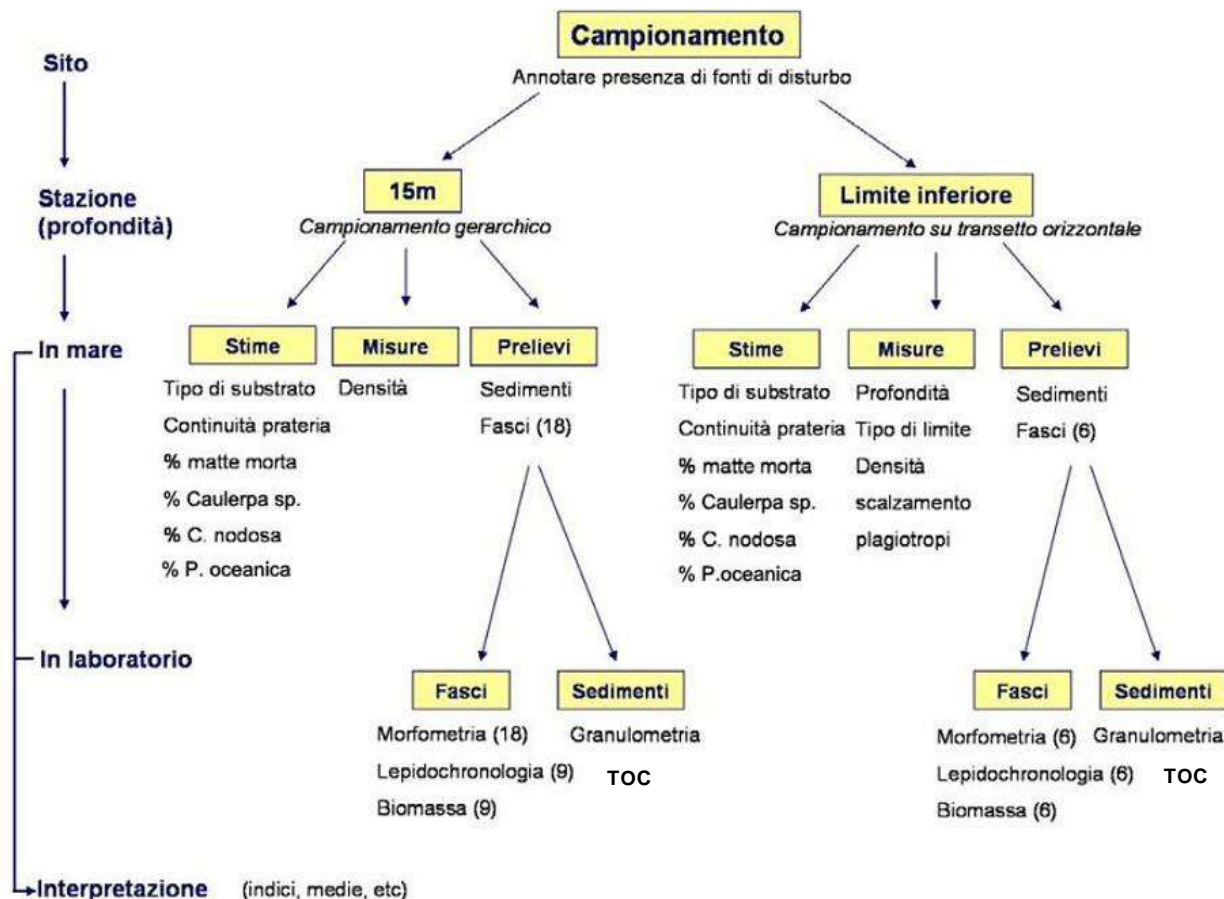 Campionamento
Annotare presenza di fonti di disturbo
Sito
Stazione
(profondità)
15m
Campionamento gerarchico
Limite inferiore
Campionamento su transetto orizzontale
In mare
Stime
Tipo di substrato
Continuità prateria
% matte morta
% Caulerpa sp.
% C. nodosa
% P. oceanica
Misure
Densità
Prelievi
Sedimenti
Fasci (18)
Stime
Tipo di substrato
Continuità prateria
% matte morta
% Caulerpa sp.
% C. nodosa
% P.oceanica
Misure
Profondità
Tipo di limite
Densità
scalzamento
plagiotropi
Prelievi
Sedimenti
Fasci (6)
In laboratorio
Fasci
Morfometria (18)
Lepidochronologia (9)
Biomassa (9)
Sedimenti
Granulometria
TOC
Fasci
Morfometria (6)
Lepidochronologia (6)
Biomassa (6)
Sedimenti
Granulometria
TOC
Interpretazione (indici, medie, etc)